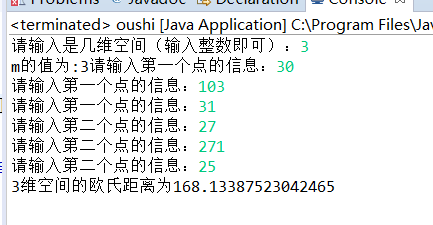 Problems Javadoc Declaration Console
<terminated> oushi [Java Application] C:\Program Files\Jav
请输入是几维空间（输入整数即可）：3
m的值为:3请输入第一个点的信息：30
请输入第一个点的信息：103
请输入第一个点的信息：31
请输入第二个点的信息：27
请输入第二个点的信息：271
请输入第二个点的信息：25
3维空间的欧氏距离为168.13387523042465